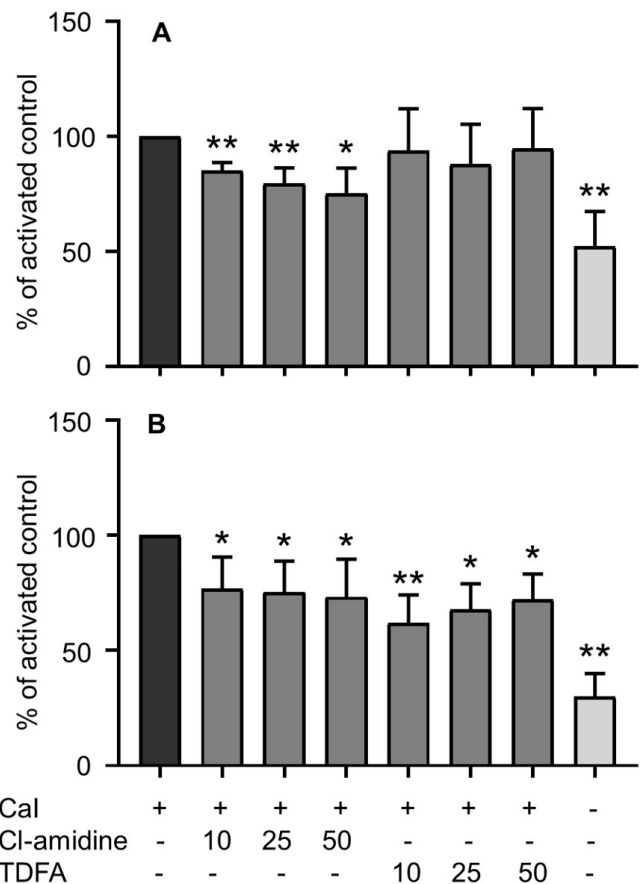 150
A
100
50
0
% of activated control
** ** * **
150
B
100
50
0
% of activated control
* * * ** * * **
CaI + + + + + + + -
Cl-amidine - 10 25 50 - - - -
TDFA - - - - 10 25 50 -